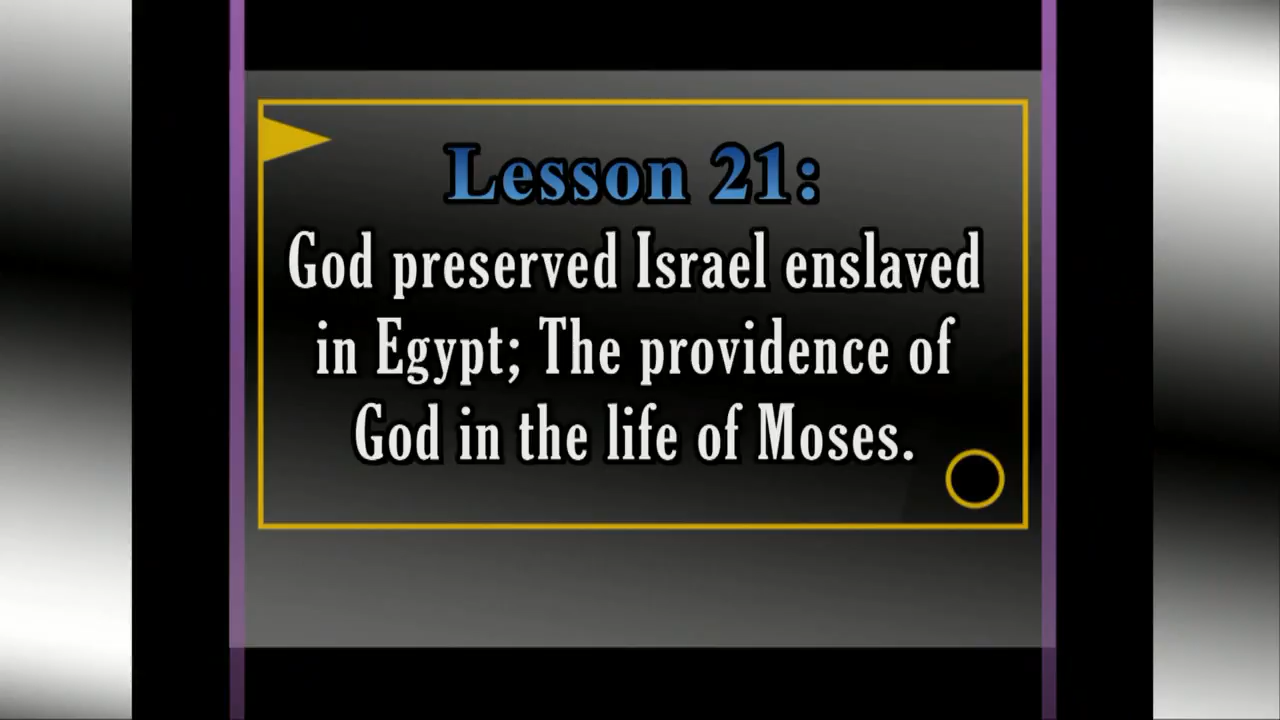 Lesson 21:
God preserved Israel enslaved
in Egypt; The providence of
God in the life of Moses.